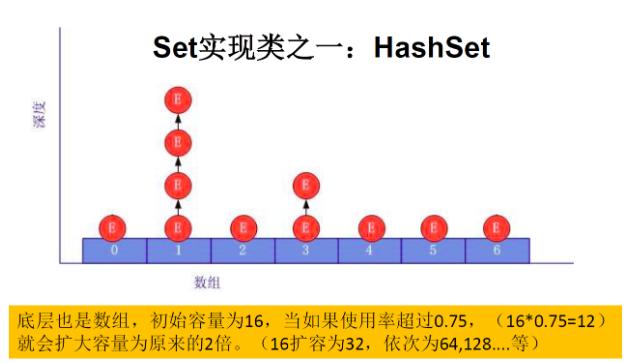 Set实现类之一：HashSet
深度
E
E
E
E
E
E
E
E
E
E
E
0 1 2 3 4 5 6
数组
底层也是数组，初始容量为16，当如果使用率超过0.75，（16*0.75=12）
就会扩大容量为原来的2倍。（16扩容为32，依次为64,128....等）